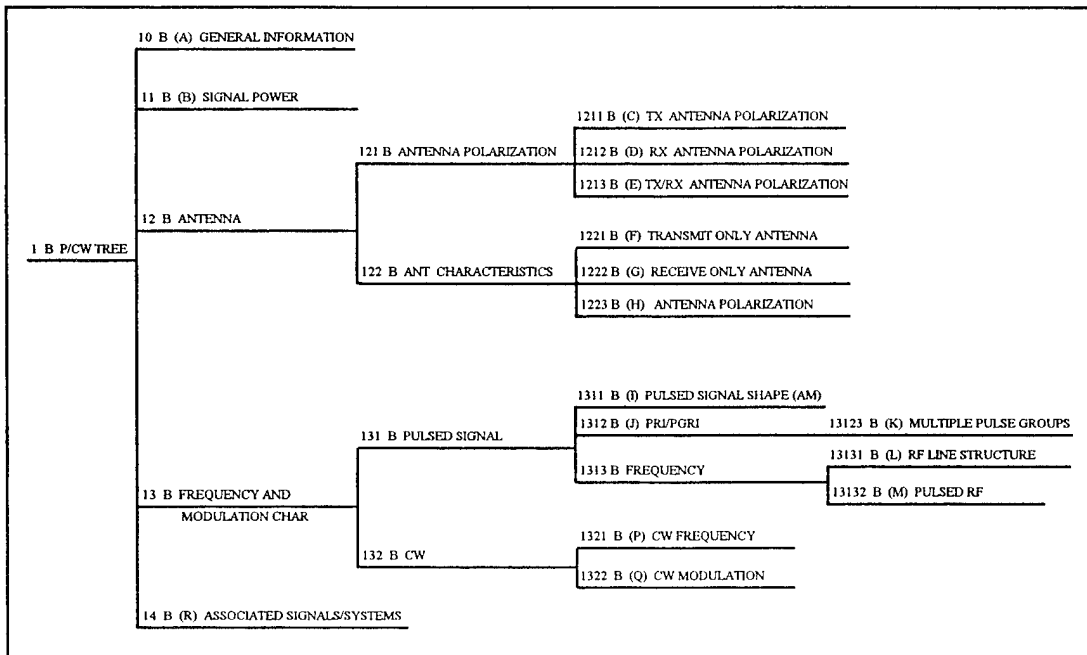 10 B (A) GENERAL INFORMATION
11 B (B) SIGNAL POWER
1211 B (C) TX ANTENNA POLARIZATION
121 B ANTENNA POLARIZATION
1212 B (D) RX ANTENNA POLARIZATION
1213 B (E) TX/RX ANTENNA POLARIZATION
12 B ANTENNA
1221 B (F) TRANSMIT ONLY ANTENNA
1 B P/CW TREE
122 B ANT CHARACTERISTICS
1222 B (G) RECEIVE ONLY ANTENNA
1223 B (H) ANTENNA POLARIZATION
1311 B (I) PULSED SIGNAL SHAPE (AM)
1312 B (J) PRI/PGRI
13123 B (K) MULTIPLE PULSE GROUPS
131 B PULSED SIGNAL
13131 B (L) RF LINE STRUCTURE
1313 B FREQUENCY
13 B FREQUENCY AND
MODULATION CHAR
13132 B (M) PULSED RF
1321 B (P) CW FREQUENCY
132 B CW
1322 B (Q) CW MODULATION
14 B (R) ASSOCIATED SIGNALS/SYSTEMS